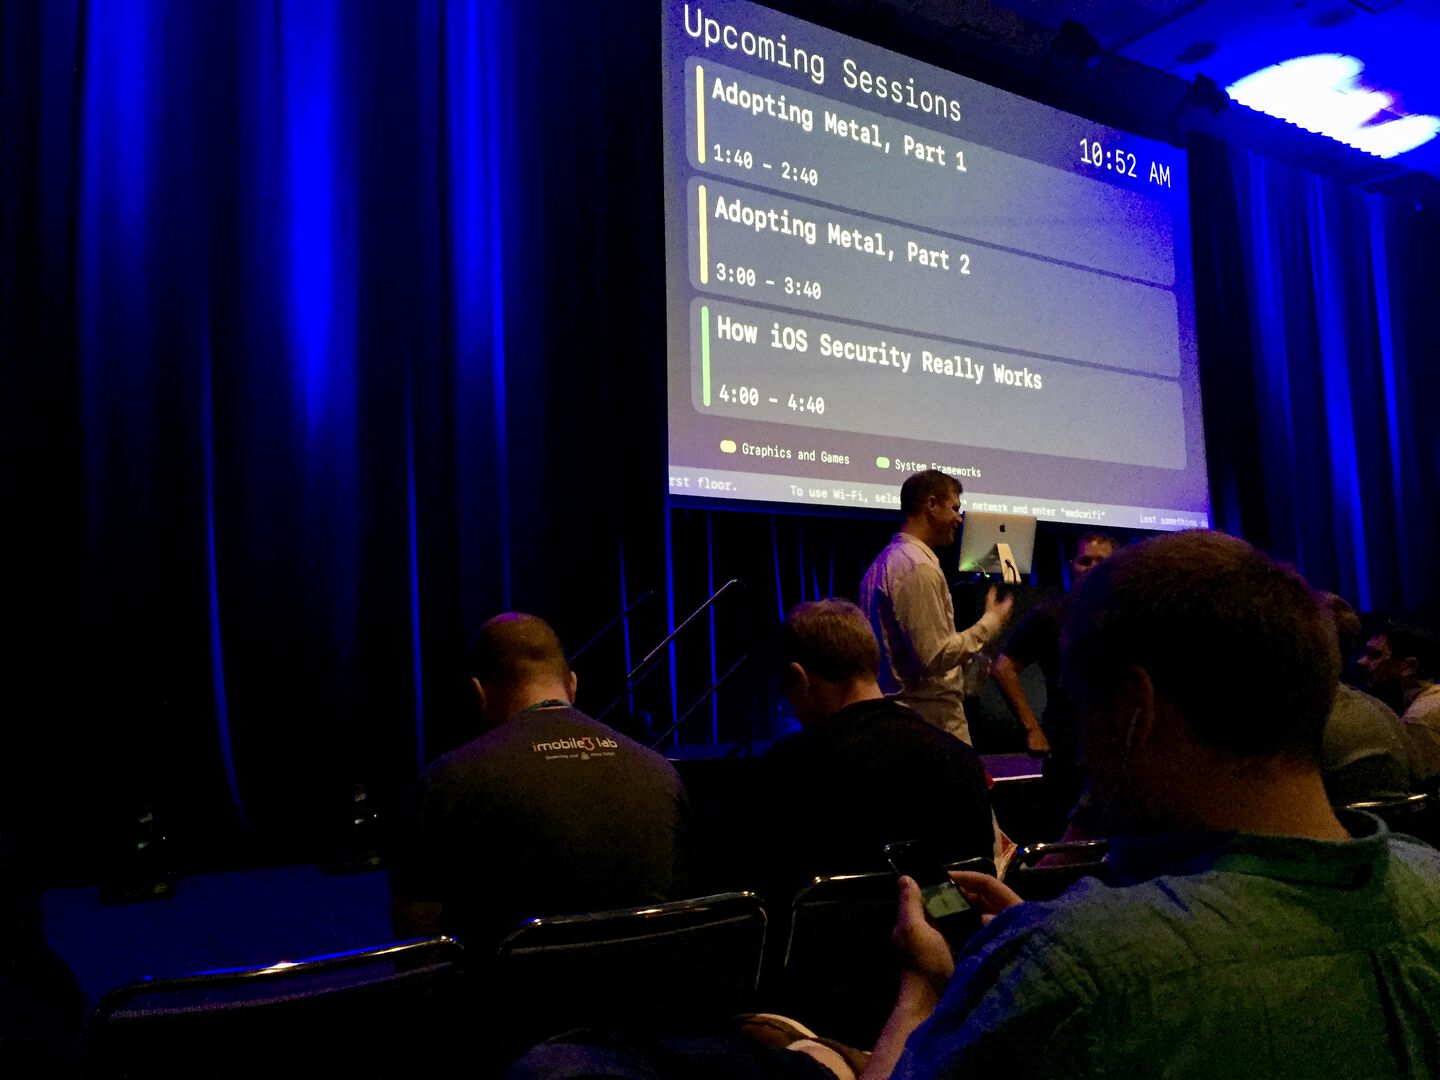 Upcoming Sessions
10:52 AM
Adopting Metal, Part 1
1:40 – 2:40
Adopting Metal, Part 2
3:00 – 3:40
How iOS Security Really Works
4:00 – 4:40
Graphics and Games
System Frameworks
rst floor. To use Wi-Fi, sele " network and enter "wwdcwifi" Lost something
imobile3 lab